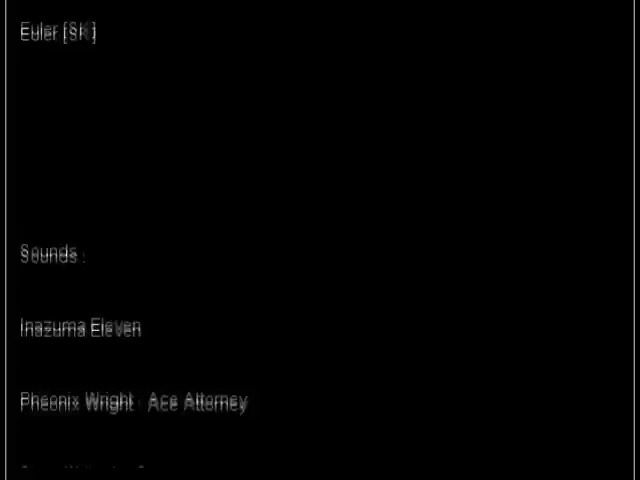 Euler [SK]
Sounds :
Inazuma Eleven
Pheonix Wright : Ace Attorney